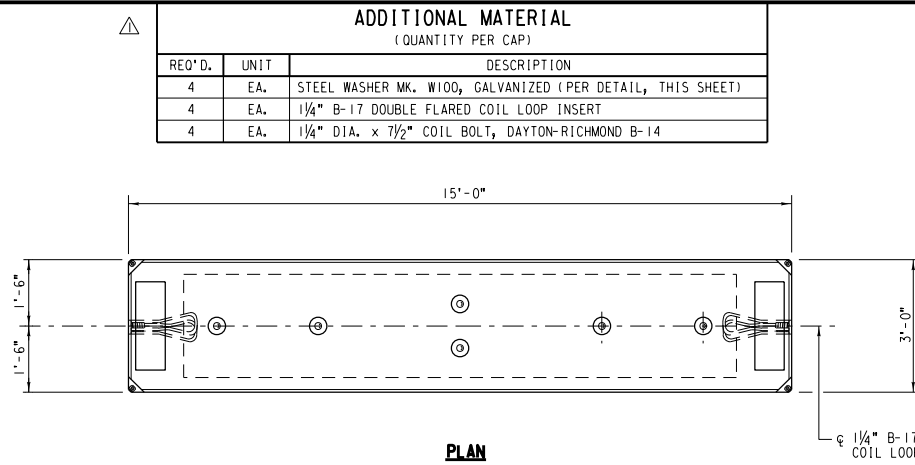 ADDITIONAL MATERIAL
(QUANTITY PER CAP)
REQ'D. UNIT DESCRIPTION
4 EA. STEEL WASHER MK. W100, GALVANIZED (PER DETAIL, THIS SHEET)
4 EA. 1¼" B-17 DOUBLE FLARED COIL LOOP INSERT
4 EA. 1¼" DIA. x 7½" COIL BOLT, DAYTON-RICHMOND B-14
1
15'-0"
1'-6"
1'-6"
3'-0"
℄ 1¼" B-17
COIL LOOP
PLAN